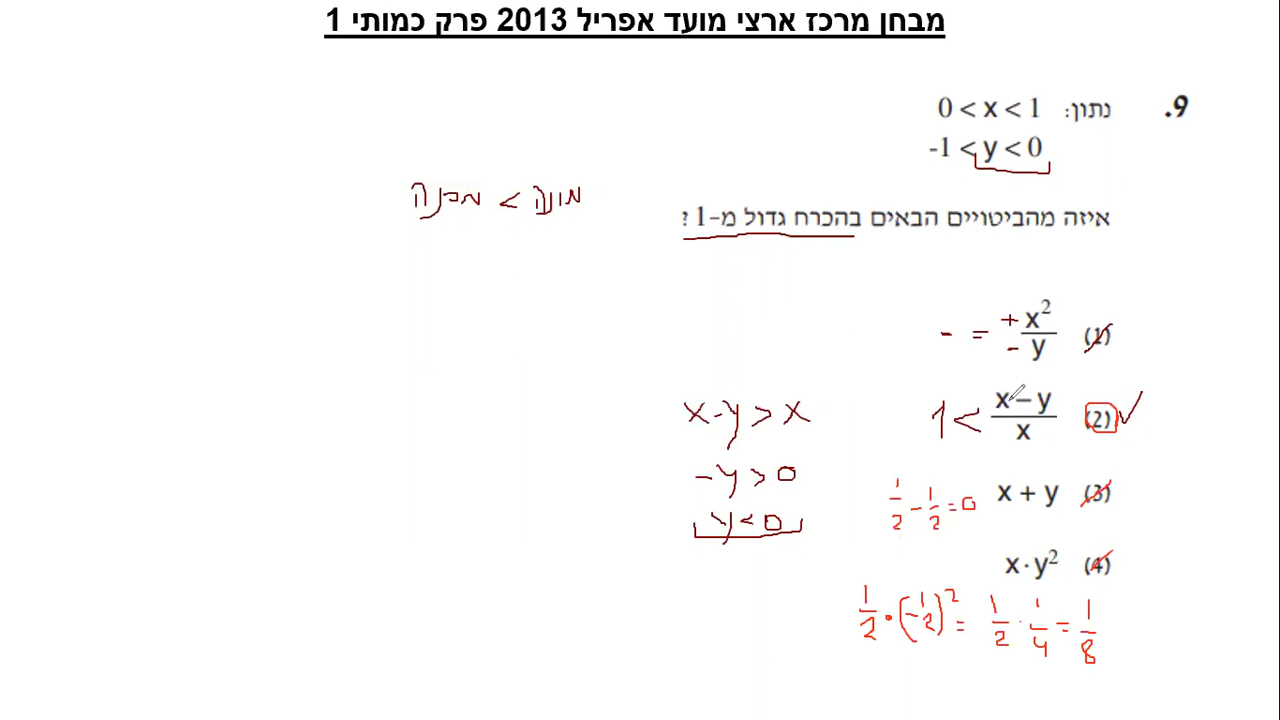 מבחן מרכז ארצי מועד אפריל 2013 פרק כמותי 1
9. נתון: 0 < x < 1
-1 < y < 0
מונה > מכנה
איזה מהביטויים הבאים בהכרח גדול מ-1?
(1) +x²/-y = -
(2) (x – y)/x > 1 ✓
x-y > x
-y > 0
y < 0
(3) x + y
1/2 - 1/2 = 0
(4) x · y²
1/2 · (-1/2)² = 1/2 · 1/4 = 1/8